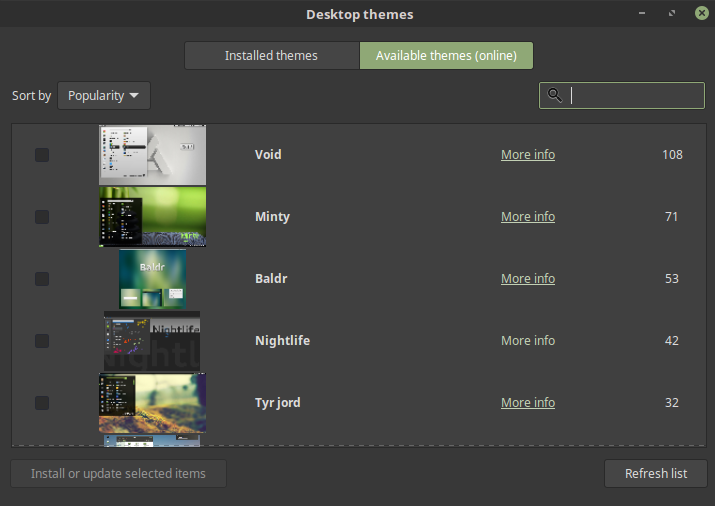 Desktop themes
Installed themes
Available themes (online)
Sort by
Popularity
Void
More info
108
Minty
More info
71
Baldr
Baldr
More info
53
Nightlife
Nightlife
More info
42
Tyr jord
More info
32
Install or update selected items
Refresh list